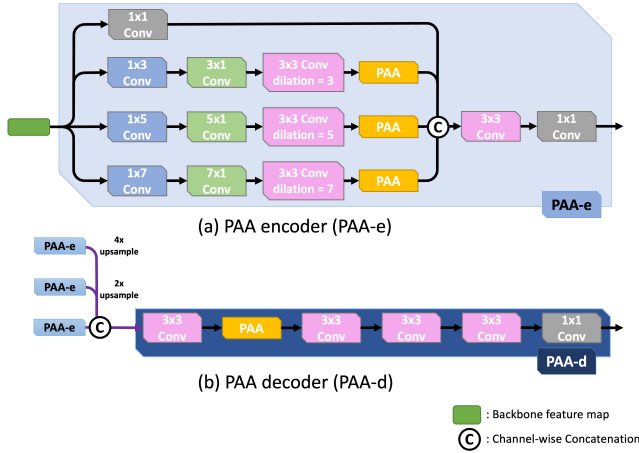 1x1
Conv
1x3
Conv
3x1
Conv
3x3 Conv
dilation = 3
PAA
1x5
Conv
5x1
Conv
3x3 Conv
dilation = 5
PAA
C
3x3
Conv
1x1
Conv
1x7
Conv
7x1
Conv
3x3 Conv
dilation = 7
PAA
PAA-e
(a) PAA encoder (PAA-e)
PAA-e
4x
upsample
PAA-e
2x
upsample
PAA-e
C
3x3
Conv
PAA
3x3
Conv
3x3
Conv
3x3
Conv
1x1
Conv
PAA-d
(b) PAA decoder (PAA-d)
: Backbone feature map
C
: Channel-wise Concatenation